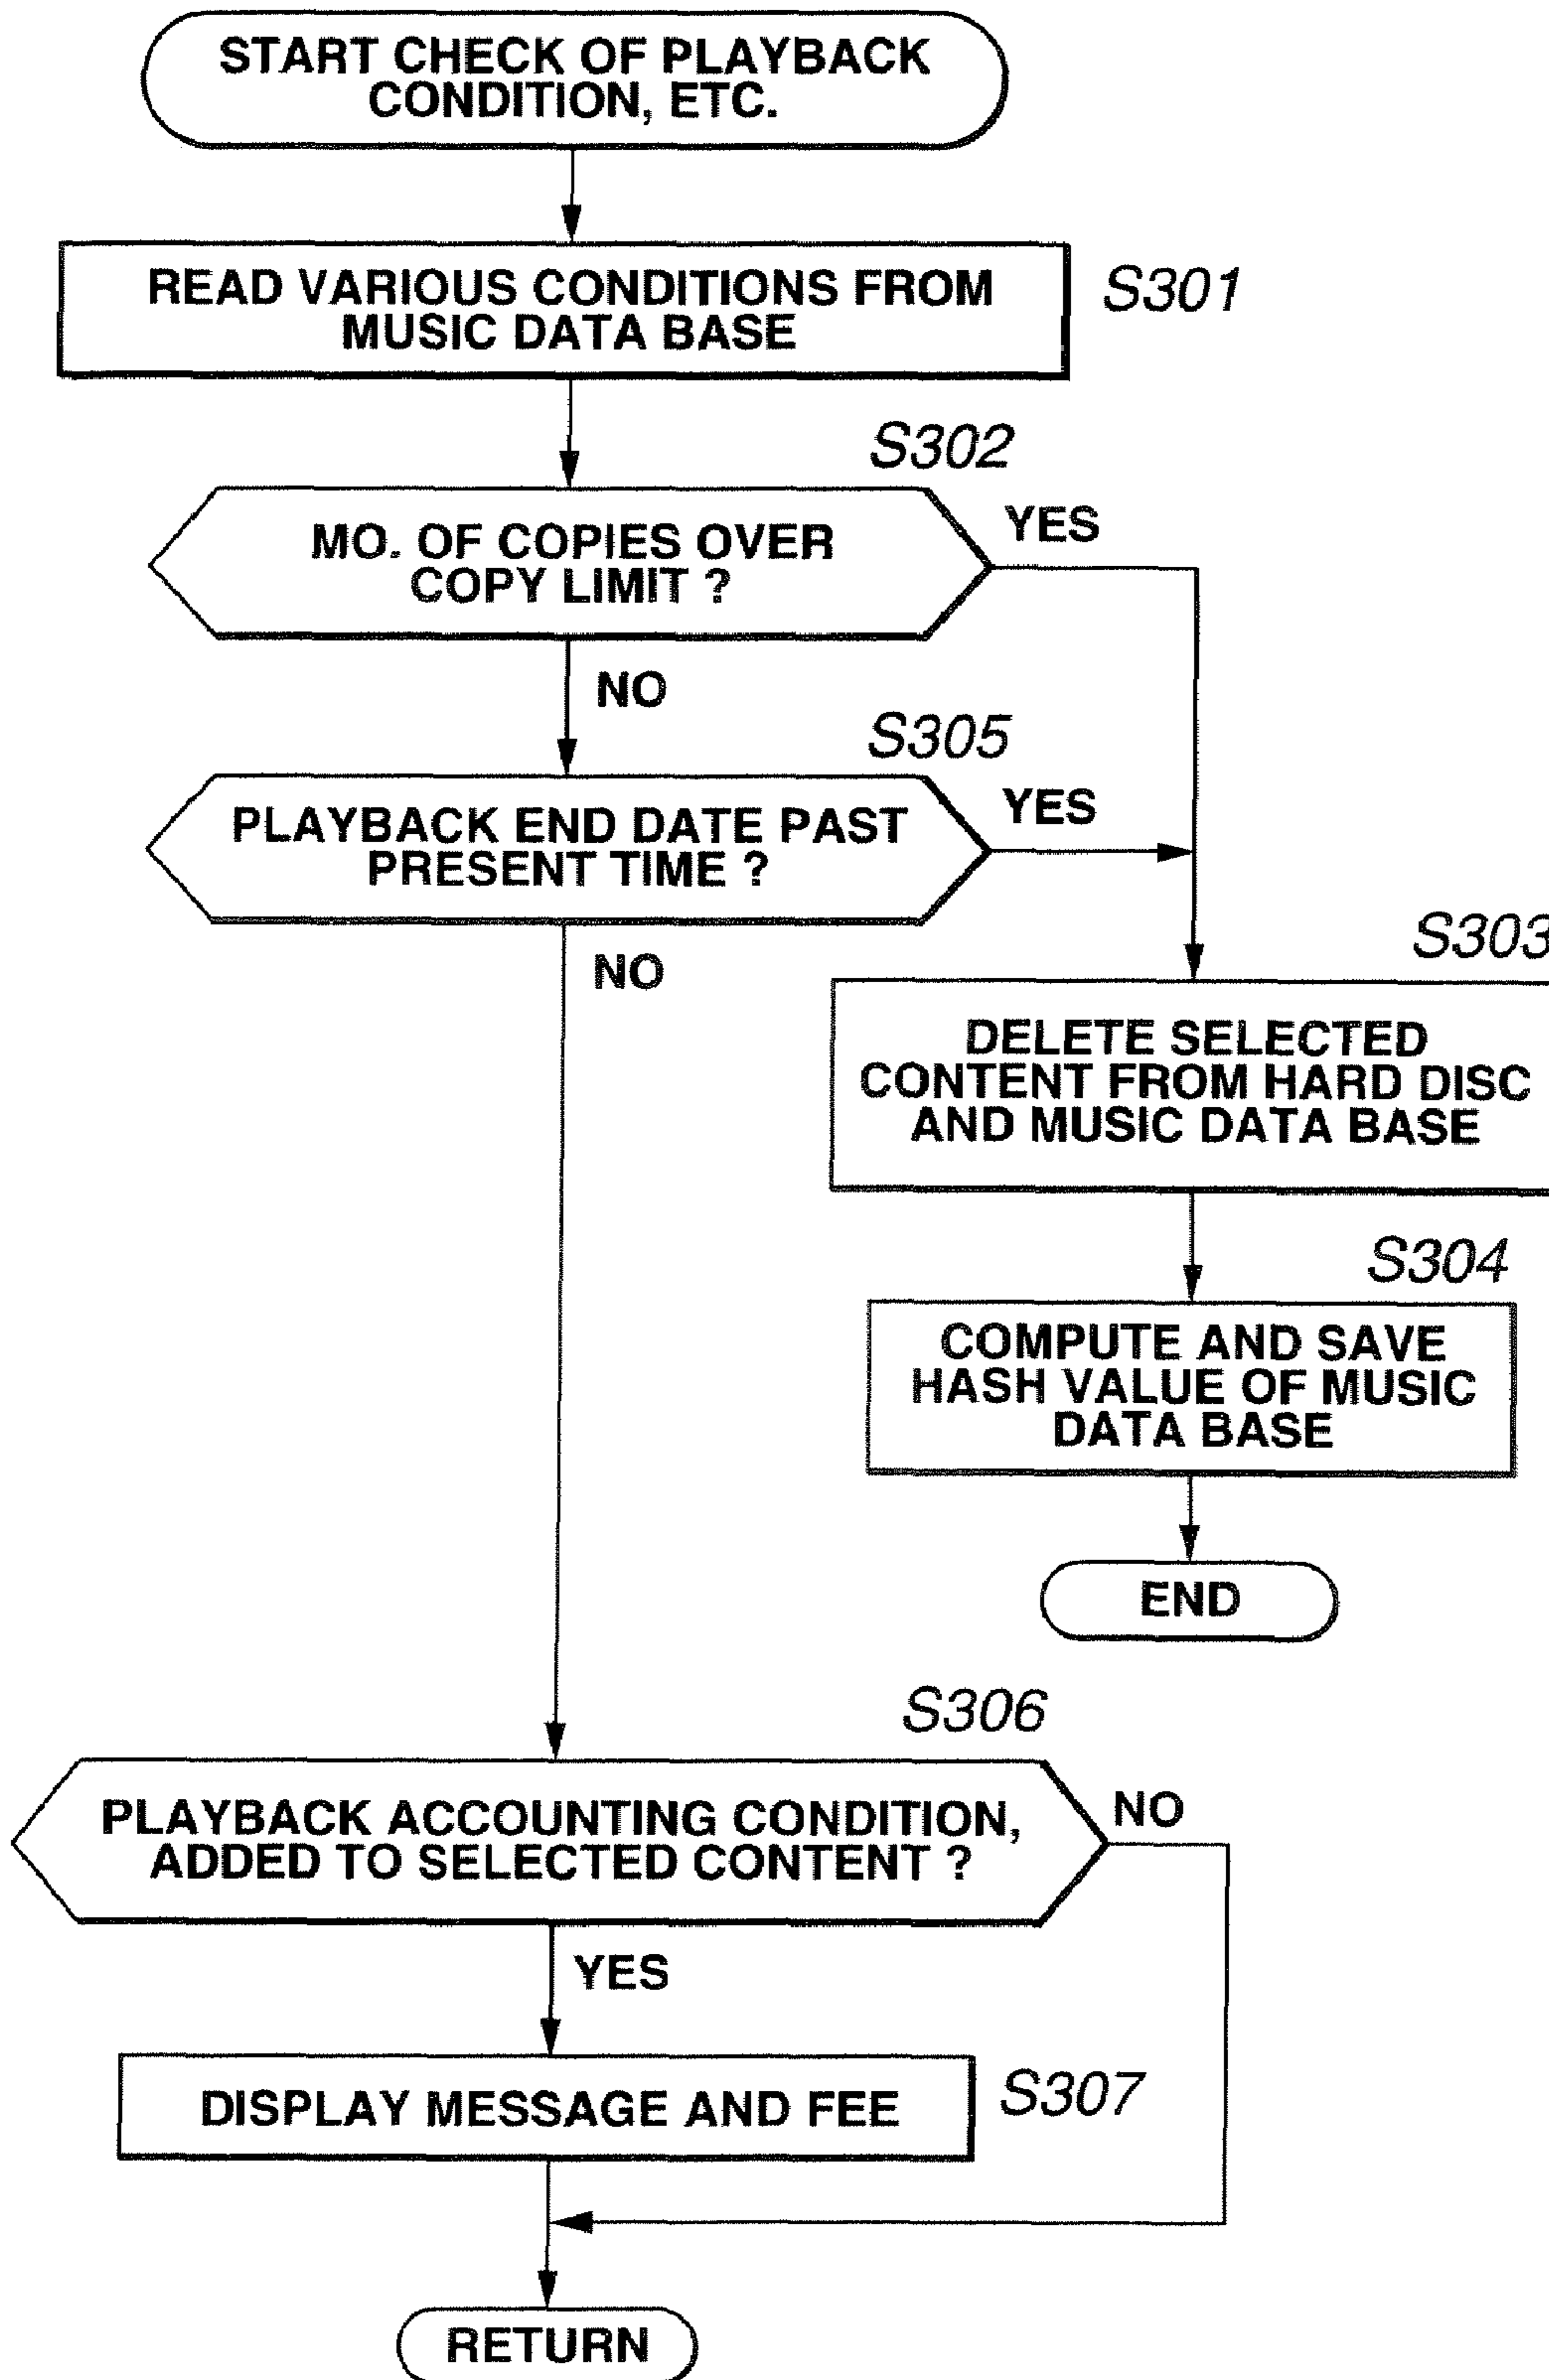 START CHECK OF PLAYBACK
CONDITION, ETC.
READ VARIOUS CONDITIONS FROM
MUSIC DATA BASE
S301
S302
MO. OF COPIES OVER
COPY LIMIT ?
YES
NO
S305
PLAYBACK END DATE PAST
PRESENT TIME ?
YES
NO
S303
DELETE SELECTED
CONTENT FROM HARD DISC
AND MUSIC DATA BASE
S304
COMPUTE AND SAVE
HASH VALUE OF MUSIC
DATA BASE
END
S306
PLAYBACK ACCOUNTING CONDITION,
ADDED TO SELECTED CONTENT ?
NO
YES
DISPLAY MESSAGE AND FEE
S307
RETURN